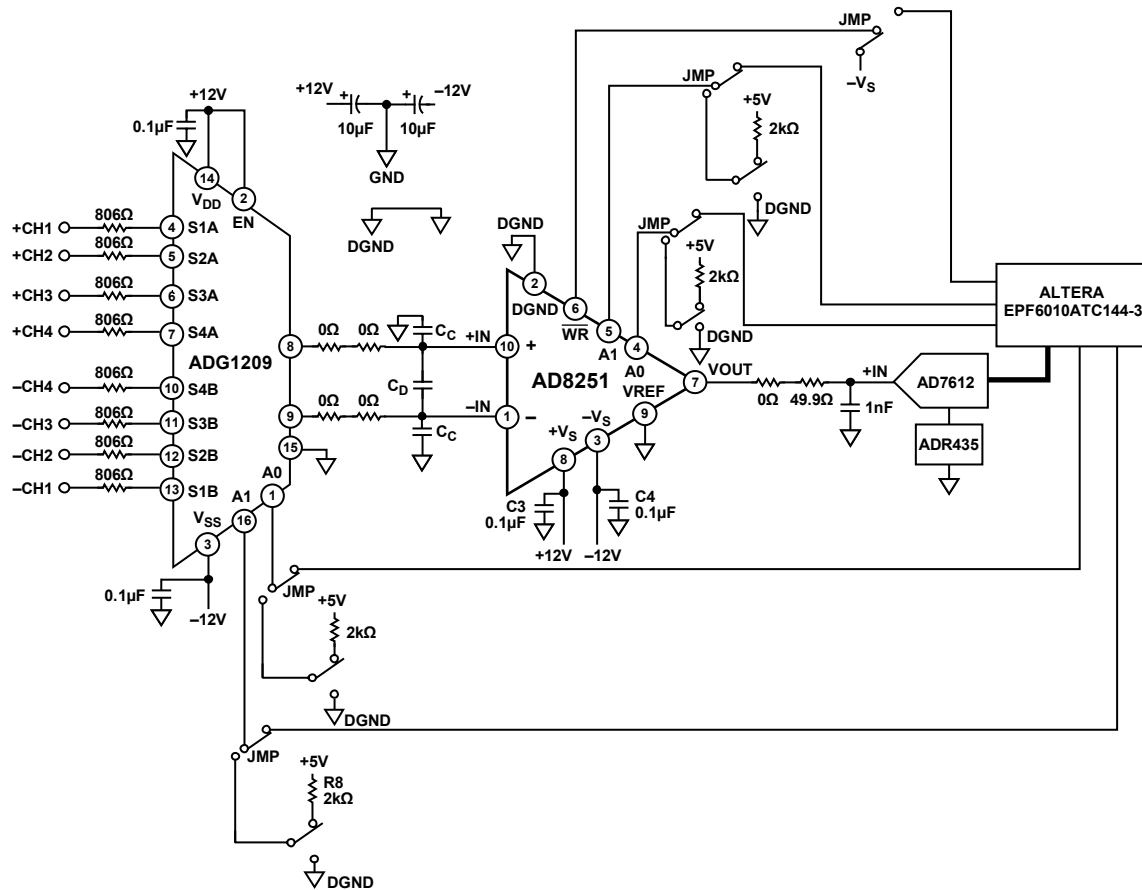 JMP
–VS
JMP
+5V
2kΩ
DGND
+12V
0.1µF
14
VDD
2
EN
+12V
+
10µF
+
10µF
–12V
GND
DGND
+CH1
806Ω
4
S1A
+CH2
806Ω
5
S2A
+CH3
806Ω
6
S3A
+CH4
806Ω
7
S4A
ADG1209
–CH4
806Ω
10
S4B
–CH3
806Ω
11
S3B
–CH2
806Ω
12
S2B
–CH1
806Ω
13
S1B
8
0Ω
0Ω
9
0Ω
0Ω
15
A0
1
A1
16
VSS
3
0.1µF
–12V
CC
CD
CC
+IN
–IN
DGND
2
DGND
6
WR
5
A1
4
A0
10
+
1
–
AD8251
7
VOUT
VREF
9
–VS
3
+VS
8
C3
0.1µF
+12V
–12V
C4
0.1µF
JMP
+5V
2kΩ
DGND
ALTERA
EPF6010ATC144-3
0Ω
49.9Ω
+IN
1nF
AD7612
ADR435
JMP
+5V
2kΩ
DGND
JMP
+5V
R8
2kΩ
DGND